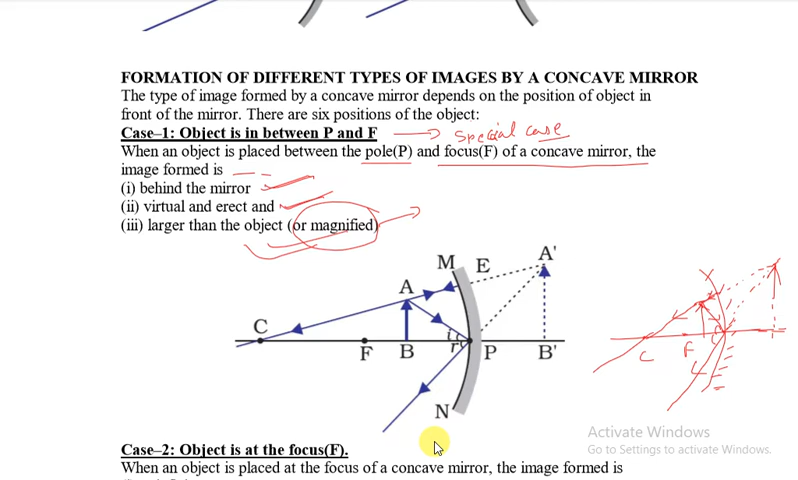 FORMATION OF DIFFERENT TYPES OF IMAGES BY A CONCAVE MIRROR
The type of image formed by a concave mirror depends on the position of object in
front of the mirror. There are six positions of the object:
Case–1: Object is in between P and F → special case
When an object is placed between the pole(P) and focus(F) of a concave mirror, the
image formed is
(i) behind the mirror
(ii) virtual and erect and
(iii) larger than the object (or magnified)
M E A'
A
C
i
r
F B P B'
N
C F
Activate Windows
Go to Settings to activate Windows.
Case–2: Object is at the focus(F).
When an object is placed at the focus of a concave mirror, the image formed is